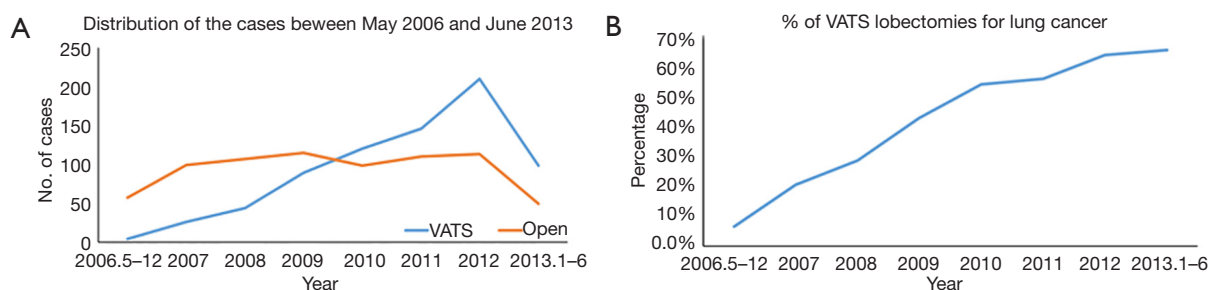 A
Distribution of the cases beween May 2006 and June 2013
250
200
150
100
50
0
No. of cases
VATS
Open
2006.5–12 2007 2008 2009 2010 2011 2012 2013.1–6
Year
B
% of VATS lobectomies for lung cancer
70%
60%
50%
40%
30%
20%
10%
0.0%
Percentage
2006.5–12 2007 2008 2009 2010 2011 2012 2013.1–6
Year